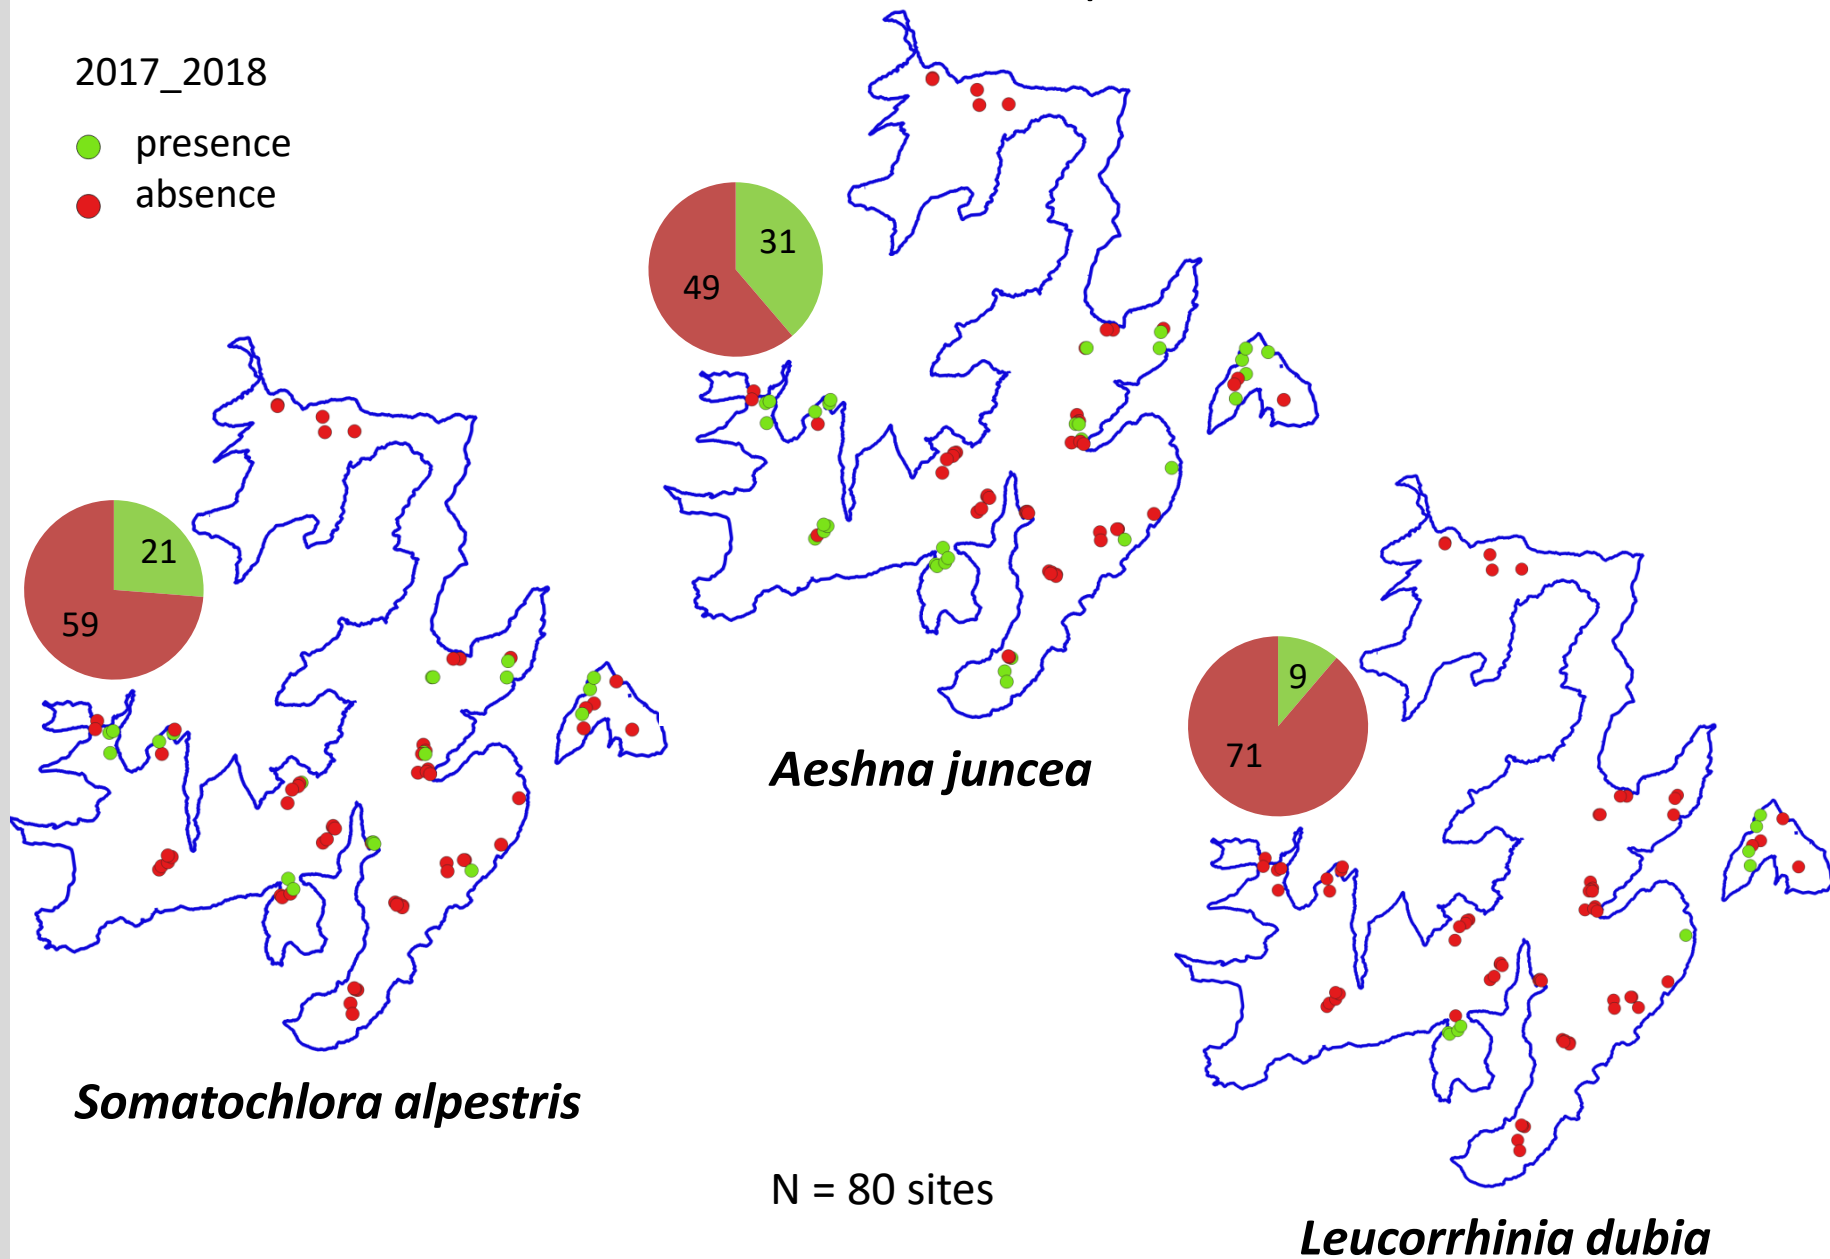 2017_2018
presence
absence
31
49
21
59
9
71
Aeshna juncea
Somatochlora alpestris
N = 80 sites
Leucorrhinia dubia